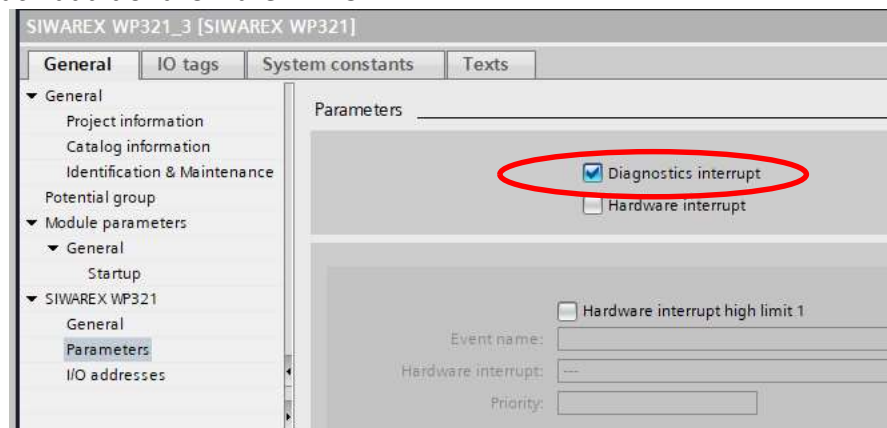 SIWAREX WP321_3 [SIWAREX WP321]
General IO tags System constants Texts
General
Project information
Catalog information
Identification & Maintenance
Potential group
Module parameters
General
Startup
SIWAREX WP321
General
Parameters
I/O addresses
Parameters
Diagnostics interrupt
Hardware interrupt
Hardware interrupt high limit 1
Event name:
Hardware interrupt: ---
Priority: